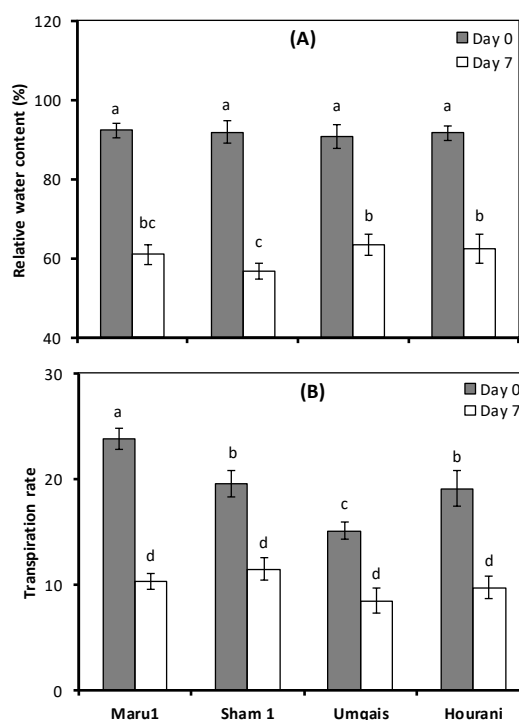 (A)
Day 0
Day 7
Relative water content (%)
120
100
80
60
40
a
a
a
a
bc
c
b
b
(B)
Day 0
Day 7
Transpiration rate
30
20
10
0
a
b
c
b
d
d
d
d
Maru1
Sham 1
Umqais
Hourani